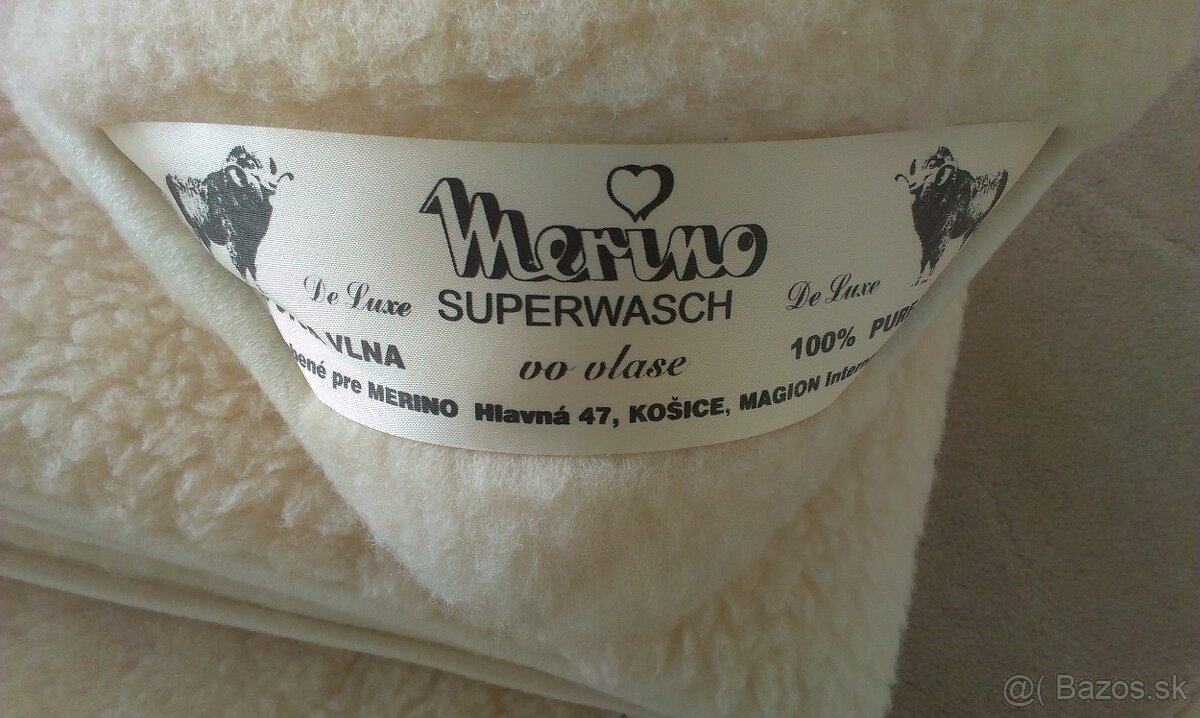 Merino
De Luxe SUPERWASCH De Luxe
VLNA vo vlase 100%
pre MERINO Hlavná 47, KOŠICE, MAGION
@( Bazos.sk